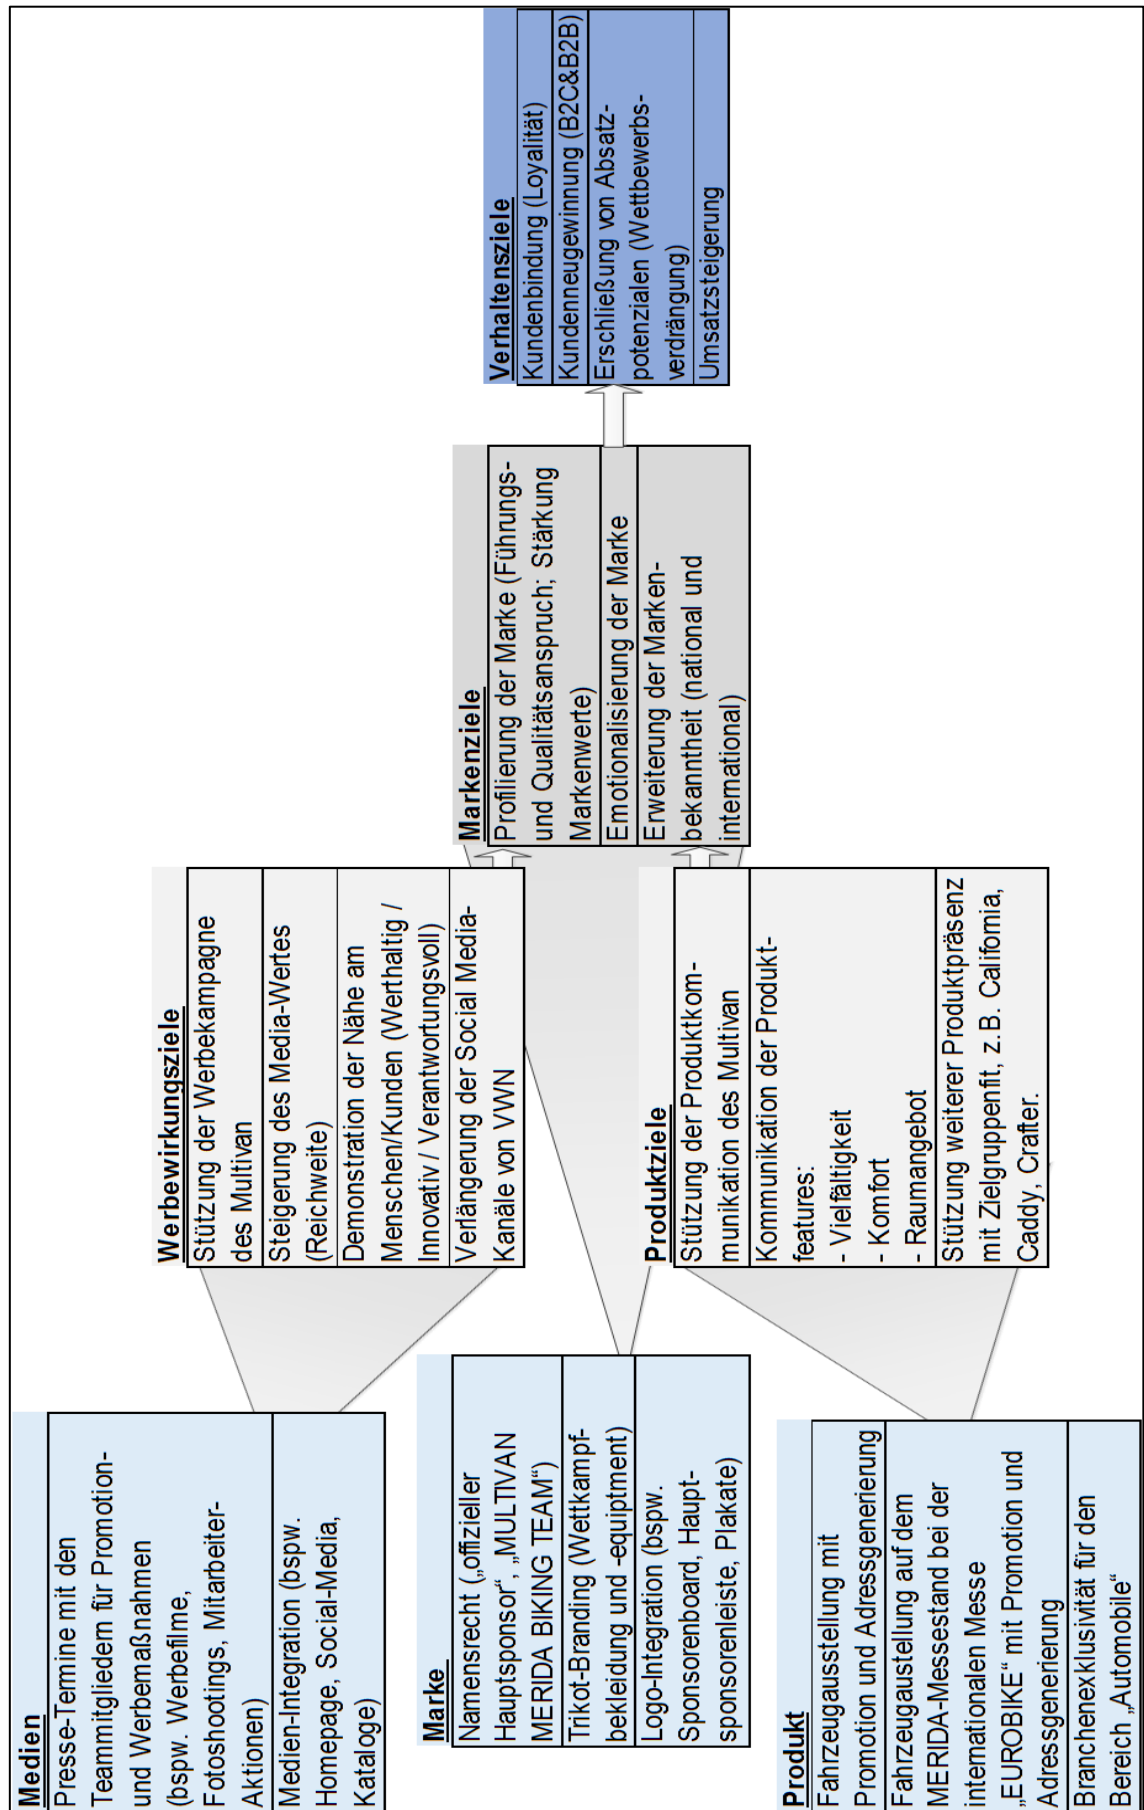 Medien
Presse-Termine mit den
Teammitgliedern für Promotion-
und Werbemaßnahmen
(bspw. Werbefilme,
Fotoshootings, Mitarbeiter-
Aktionen)
Medien-Integration (bspw.
Homepage, Social-Media,
Kataloge)
Marke
Namensrecht („offizieller
Hauptsponsor“, „MULTIVAN
MERIDA BIKING TEAM“)
Trikot-Branding (Wettkampf-
bekleidung und -equiptment)
Logo-Integration (bspw.
Sponsorenboard, Haupt-
sponsorenleiste, Plakate)
Produkt
Fahrzeugausstellung mit
Promotion und Adressgenerierung
Fahrzeugaustellung auf dem
MERIDA-Messestand bei der
internationalen Messe
„EUROBIKE“ mit Promotion und
Adressgenerierung
Branchenexklusivität für den
Bereich „Automobile“
Werbewirkungsziele
Stützung der Werbekampagne
des Multivan
Steigerung des Media-Wertes
(Reichweite)
Demonstration der Nähe am
Menschen/Kunden (Werthaltig /
Innovativ / Verantwortungsvoll)
Verlängerung der Social Media-
Kanäle von VWN
Produktziele
Stützung der Produktkom-
munikation des Multivan
Kommunikation der Produkt-
features:
- Vielfältigkeit
- Komfort
- Raumangebot
Stützung weiterer Produktpräsenz
mit Zielgruppenfit, z.B. California,
Caddy, Crafter.
Markenziele
Profilierung der Marke (Führungs-
und Qualitätsanspruch; Stärkung
Markenwerte)
Emotionalisierung der Marke
Erweiterung der Marken-
bekanntheit (national und
international)
Verhaltensziele
Kundenbindung (Loyalität)
Kundenneugewinnung (B2C&B2B)
Erschließung von Absatz-
potenzialen (Wettbewerbs-
verdrängung)
Umsatzsteigerung